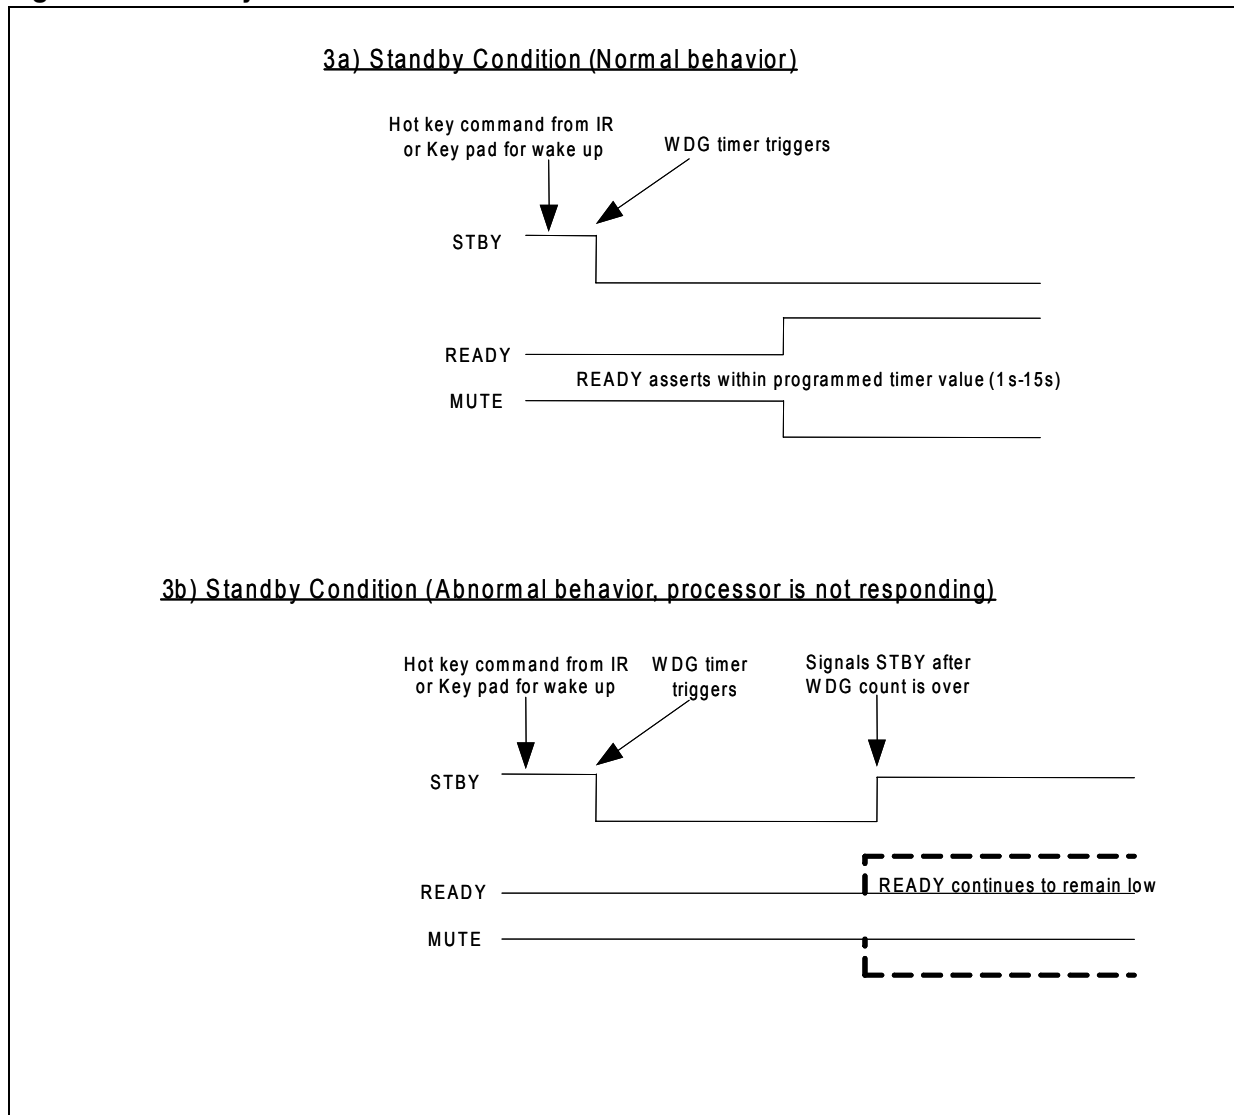 3a) Standby Condition (Normal behavior)
Hot key command from IR
or Key pad for wake up
WDG timer triggers
STBY
READY
READY asserts within programmed timer value (1s-15s)
MUTE
3b) Standby Condition (Abnormal behavior, processor is not responding)
Hot key command from IR
or Key pad for wake up
WDG timer
triggers
Signals STBY after
WDG count is over
STBY
READY
READY continues to remain low
MUTE